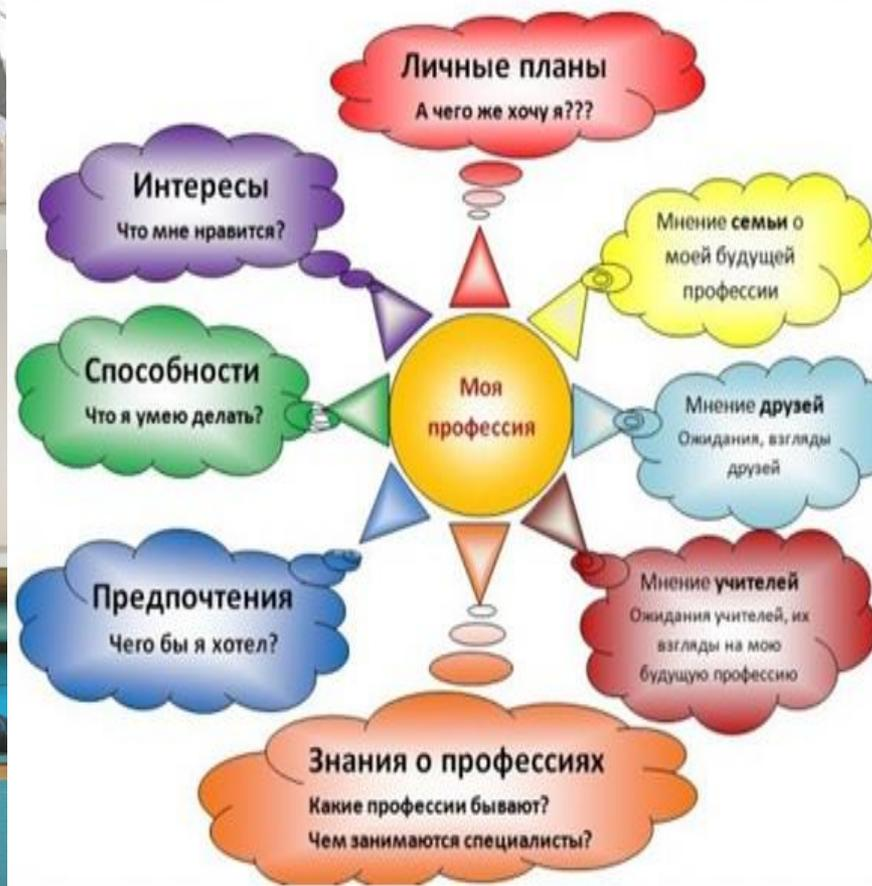 Личные планы
А чего же хочу я???
Интересы
Что мне нравится?
Мнение семьи о
моей будущей
профессии
Способности
Что я умею делать?
Моя
профессия
Мнение друзей
Ожидания, взгляды
друзей
Предпочтения
Чего бы я хотел?
Мнение учителей
Ожидания учителей, их
взгляды на мою
будущую профессию
Знания о профессиях
Какие профессии бывают?
Чем занимаются специалисты?